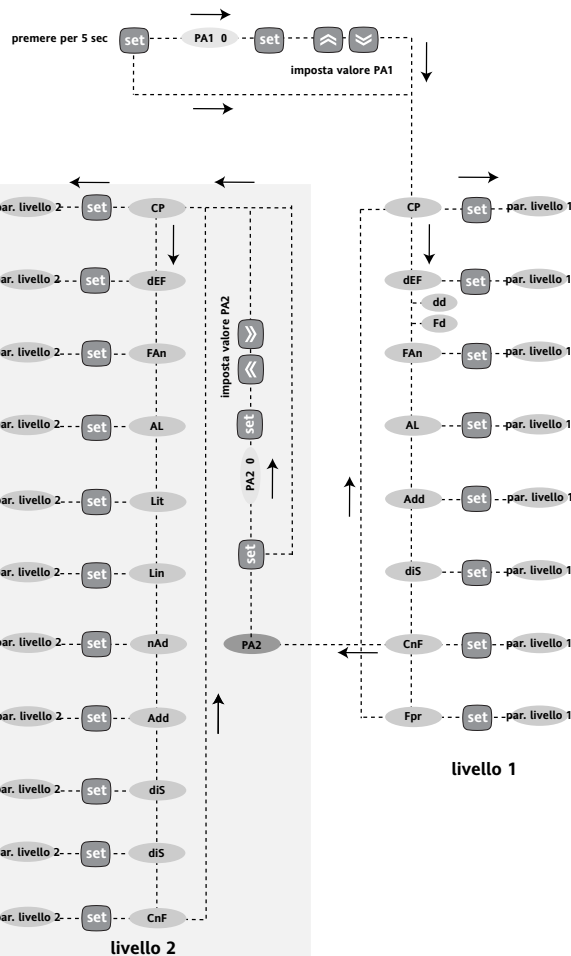 premere per 5 sec set PA1 0 set
imposta valore PA1
par. livello 2 set CP
par. livello 2 set dEF
par. livello 2 set FAn
par. livello 2 set AL
par. livello 2 set Lit
par. livello 2 set Lin
par. livello 2 set nAd
par. livello 2 set Add
par. livello 2 set diS
par. livello 2 set diS
par. livello 2 set CnF
livello 2
imposta valore PA2
set
PA2 0
set
PA2
CP set par. livello 1
dEF set par. livello 1
dd
Fd
FAn set par. livello 1
AL set par. livello 1
Add set par. livello 1
diS set par. livello 1
CnF set par. livello 1
Fpr set par. livello 1
livello 1